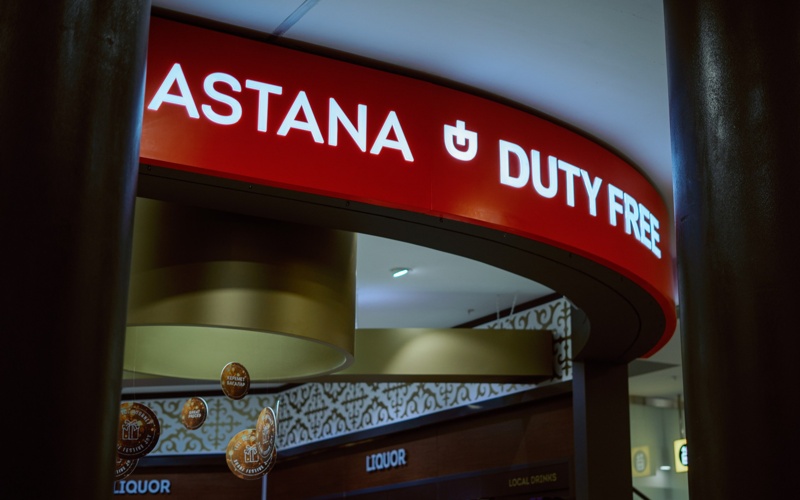 ASTANA DUTY FREE
LIQUOR
LIQUOR
LOCAL DRINKS